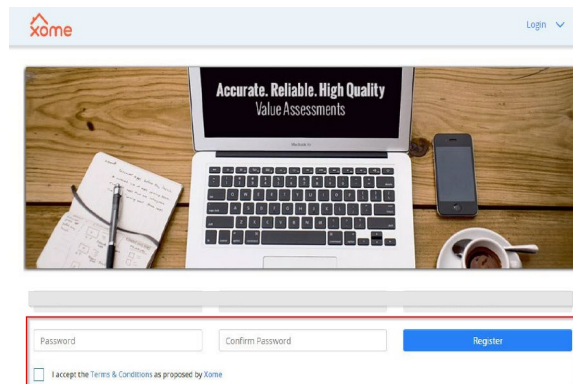 xome
Login
Accurate. Reliable. High Quality
Value Assessments
Password
Confirm Password
Register
I accept the Terms & Conditions as proposed by Xome